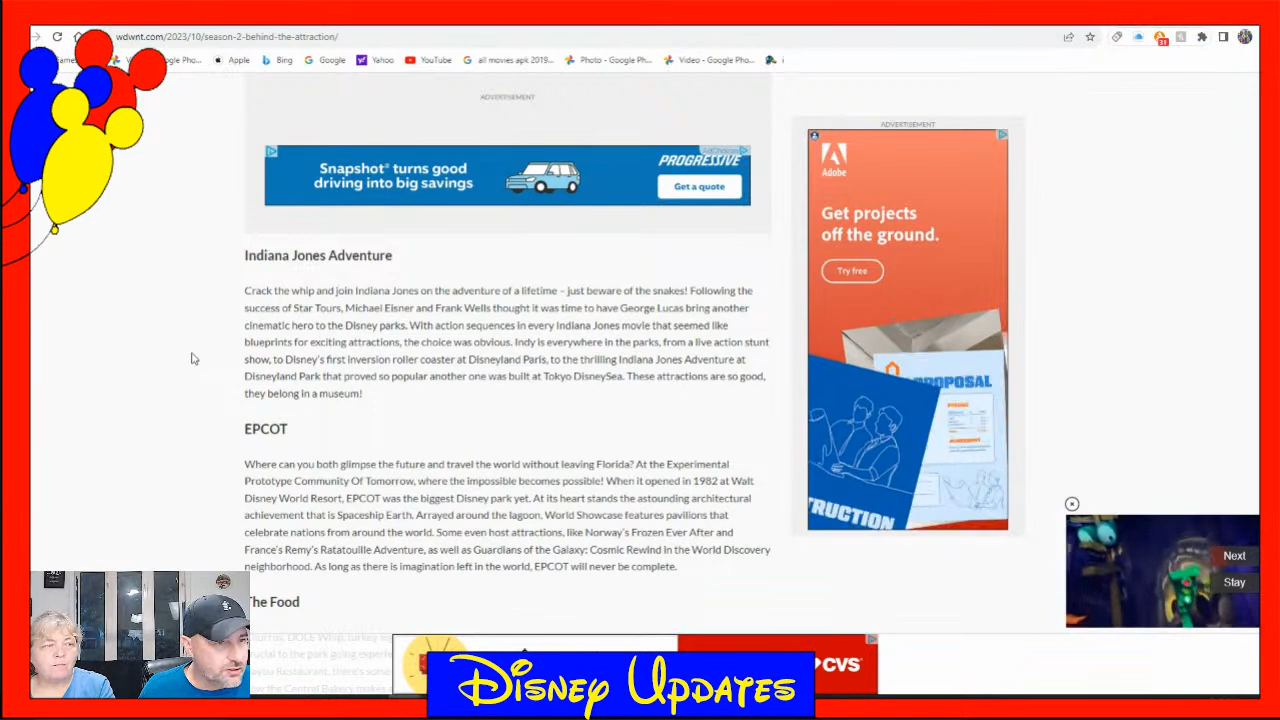 wdwnt.com/2023/10/season-2-behind-the-attraction/
31
Apple
Bing
Google
Yahoo
YouTube
all movies apk 2019...
Photo - Google Ph...
Video - Google Pho...
ADVERTISEMENT
Snapshot® turns good
driving into big savings
PROGRESSIVE
Get a quote
AdChoices
ADVERTISEMENT
Adobe
Get projects
off the ground.
Try free
PROPOSAL
Indiana Jones Adventure
Crack the whip and join Indiana Jones on the adventure of a lifetime – just beware of the snakes! Following the
success of Star Tours, Michael Eisner and Frank Wells thought it was time to have George Lucas bring another
cinematic hero to the Disney parks. With action sequences in every Indiana Jones movie that seemed like
blueprints for exciting attractions, the choice was obvious. Indy is everywhere in the parks, from a live action stunt
show, to Disney's first inversion roller coaster at Disneyland Paris, to the thrilling Indiana Jones Adventure at
Disneyland Park that proved so popular another one was built at Tokyo DisneySea. These attractions are so good,
they belong in a museum!
EPCOT
Where can you both glimpse the future and travel the world without leaving Florida? At the Experimental
Prototype Community Of Tomorrow, where the impossible becomes possible! When it opened in 1982 at Walt
Disney World Resort, EPCOT was the biggest Disney park yet. At its heart stands the astounding architectural
achievement that is Spaceship Earth. Arrayed around the lagoon, World Showcase features pavilions that
celebrate nations from around the world. Some even host attractions, like Norway's Frozen Ever After and
France's Remy's Ratatouille Adventure, as well as Guardians of the Galaxy: Cosmic Rewind in the World Discovery
neighborhood. As long as there is imagination left in the world, EPCOT will never be complete.
STRUCTION
Next
Stay
The Food
CVS
Disney Updates